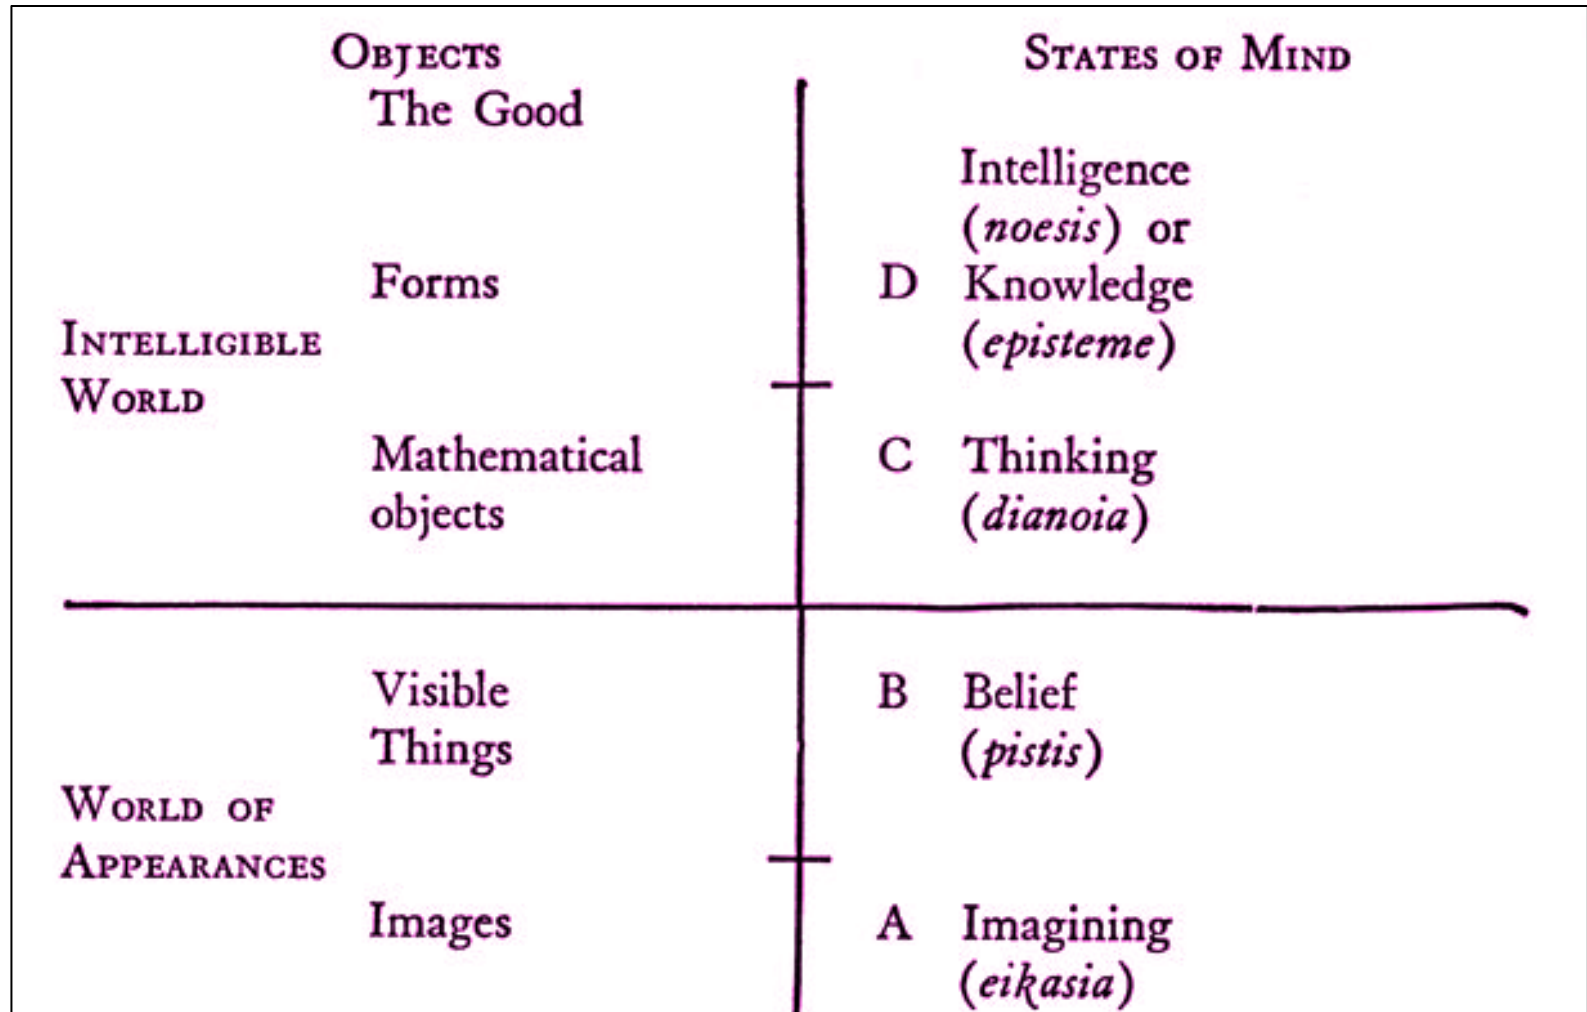 OBJECTS
STATES OF MIND
The Good
Intelligence
(noesis) or
Forms
D Knowledge
(episteme)
INTELLIGIBLE
WORLD
Mathematical
objects
C Thinking
(dianoia)
Visible
Things
B Belief
(pistis)
WORLD OF
APPEARANCES
Images
A Imagining
(eikasia)